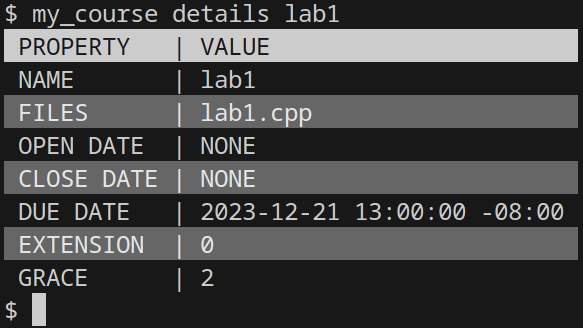 $ my_course details lab1
PROPERTY | VALUE
NAME | lab1
FILES | lab1.cpp
OPEN DATE | NONE
CLOSE DATE | NONE
DUE DATE | 2023-12-21 13:00:00 -08:00
EXTENSION | 0
GRACE | 2
$